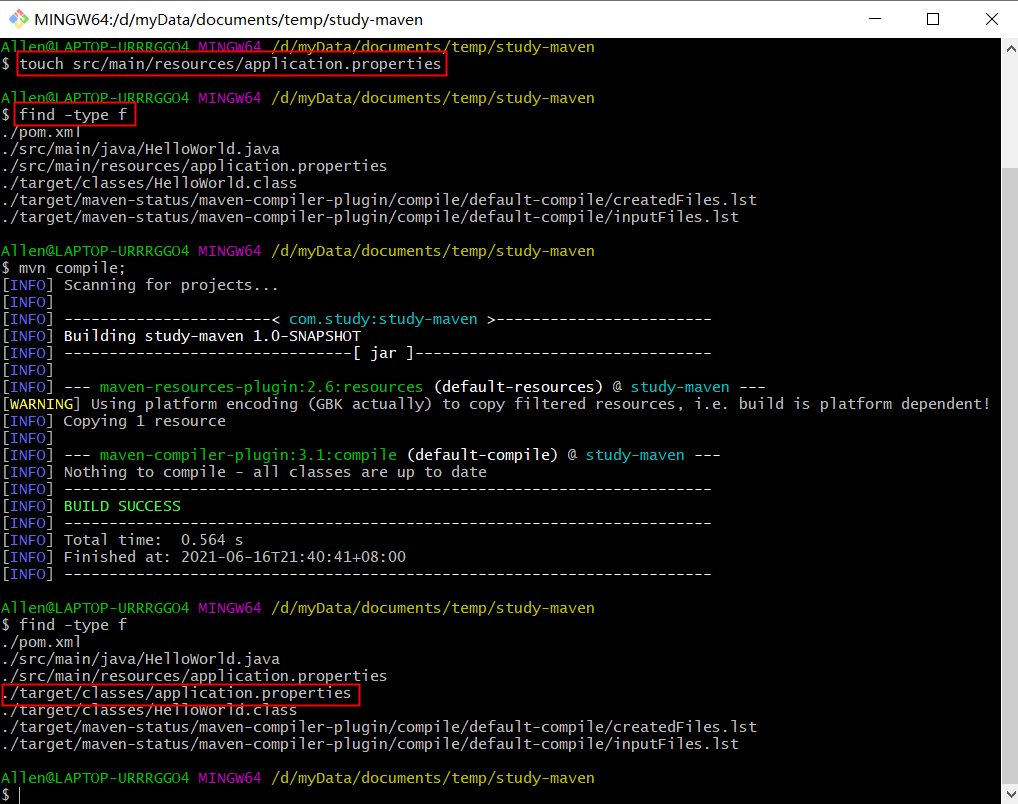 MINGW64:/d/myData/documents/temp/study-maven
Allen@LAPTOP-URRRGGO4 MINGW64 /d/myData/documents/temp/study-maven
$ touch src/main/resources/application.properties
Allen@LAPTOP-URRRGGO4 MINGW64 /d/myData/documents/temp/study-maven
$ find -type f
./pom.xml
./src/main/java/HelloWorld.java
./src/main/resources/application.properties
./target/classes/HelloWorld.class
./target/maven-status/maven-compiler-plugin/compile/default-compile/createdFiles.lst
./target/maven-status/maven-compiler-plugin/compile/default-compile/inputFiles.lst
Allen@LAPTOP-URRRGGO4 MINGW64 /d/myData/documents/temp/study-maven
$ mvn compile;
[INFO] Scanning for projects...
[INFO]
[INFO] -----------------------< com.study:study-maven >------------------------
[INFO] Building study-maven 1.0-SNAPSHOT
[INFO] --------------------------------[ jar ]---------------------------------
[INFO]
[INFO] --- maven-resources-plugin:2.6:resources (default-resources) @ study-maven ---
[WARNING] Using platform encoding (GBK actually) to copy filtered resources, i.e. build is platform dependent!
[INFO] Copying 1 resource
[INFO]
[INFO] --- maven-compiler-plugin:3.1:compile (default-compile) @ study-maven ---
[INFO] Nothing to compile - all classes are up to date
[INFO] ------------------------------------------------------------------------
[INFO] BUILD SUCCESS
[INFO] ------------------------------------------------------------------------
[INFO] Total time:  0.564 s
[INFO] Finished at: 2021-06-16T21:40:41+08:00
[INFO] ------------------------------------------------------------------------
Allen@LAPTOP-URRRGGO4 MINGW64 /d/myData/documents/temp/study-maven
$ find -type f
./pom.xml
./src/main/java/HelloWorld.java
./src/main/resources/application.properties
./target/classes/application.properties
./target/classes/HelloWorld.class
./target/maven-status/maven-compiler-plugin/compile/default-compile/createdFiles.lst
./target/maven-status/maven-compiler-plugin/compile/default-compile/inputFiles.lst
Allen@LAPTOP-URRRGGO4 MINGW64 /d/myData/documents/temp/study-maven
$